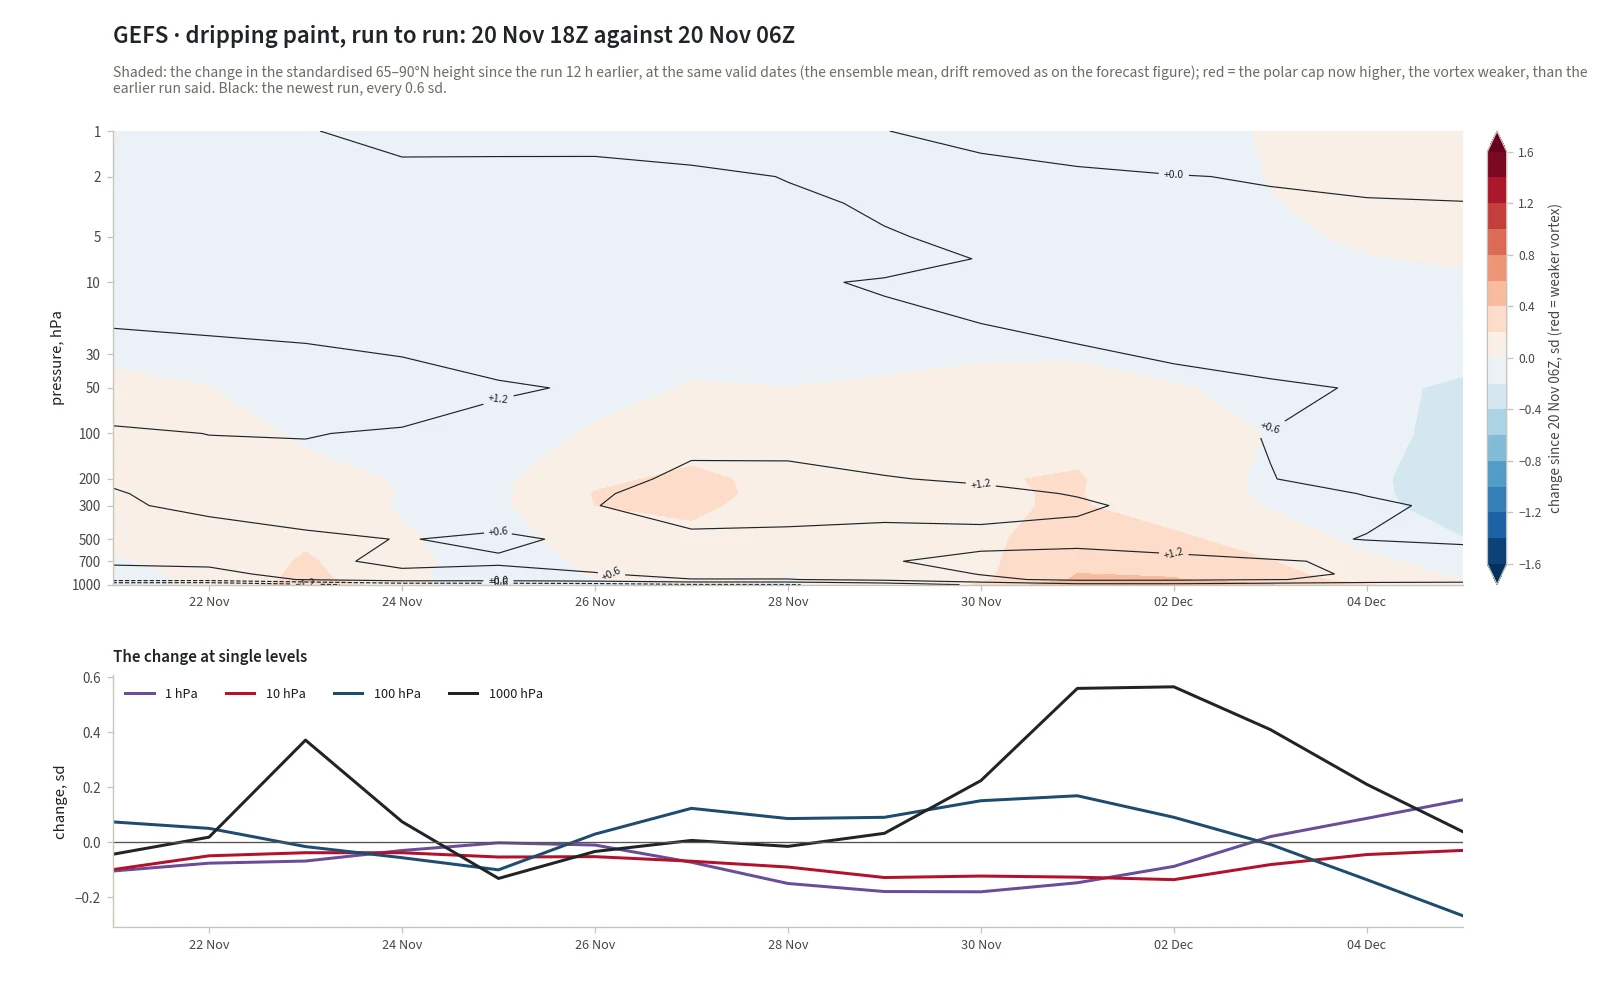 GEFS · dripping paint, run to run: 20 Nov 18Z against 20 Nov 06Z
Shaded: the change in the standardised 65–90°N height since the run 12 h earlier, at the same valid dates (the ensemble mean, drift removed as on the forecast figure); red = the polar cap now higher, the vortex weaker, than the
earlier run said. Black: the newest run, every 0.6 sd.
pressure, hPa
1
2
5
10
30
50
100
200
300
500
700
1000
+0.0
+1.2
+0.6
+1.2
+0.6
+1.2
+0.6
+0.0
22 Nov
24 Nov
26 Nov
28 Nov
30 Nov
02 Dec
04 Dec
1.6
1.2
0.8
0.4
0.0
−0.4
−0.8
−1.2
−1.6
change since 20 Nov 06Z, sd (red = weaker vortex)
The change at single levels
1 hPa
10 hPa
100 hPa
1000 hPa
change, sd
0.6
0.4
0.2
0.0
−0.2
22 Nov
24 Nov
26 Nov
28 Nov
30 Nov
02 Dec
04 Dec